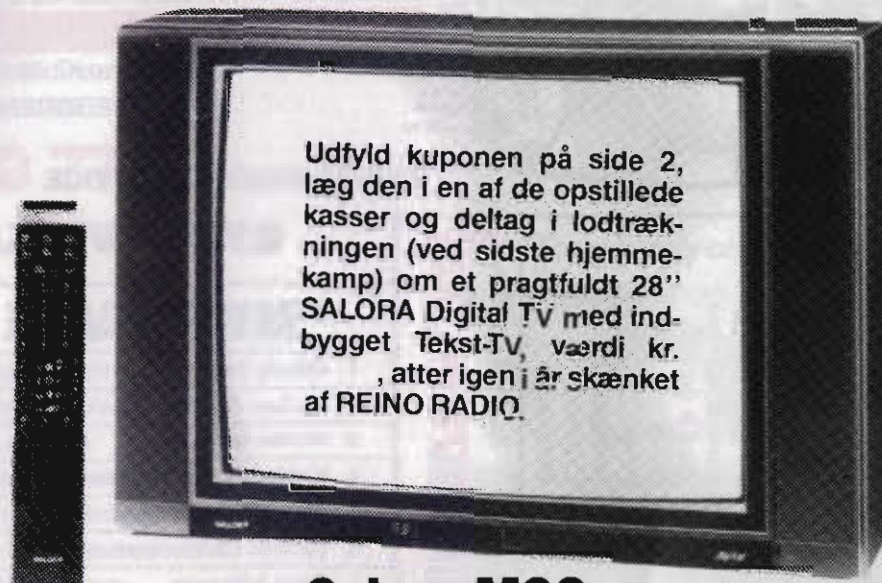 Udfyld kuponen på side 2,
læg den i en af de opstillede
kasser og deltag i lodtræk-
ningen (ved sidste hjemme-
kamp) om et pragtfuldt 28"
SALORA Digital TV med ind-
bygget Tekst-TV, værdi kr.
, atter igen i år skænket
af REINO RADIO.